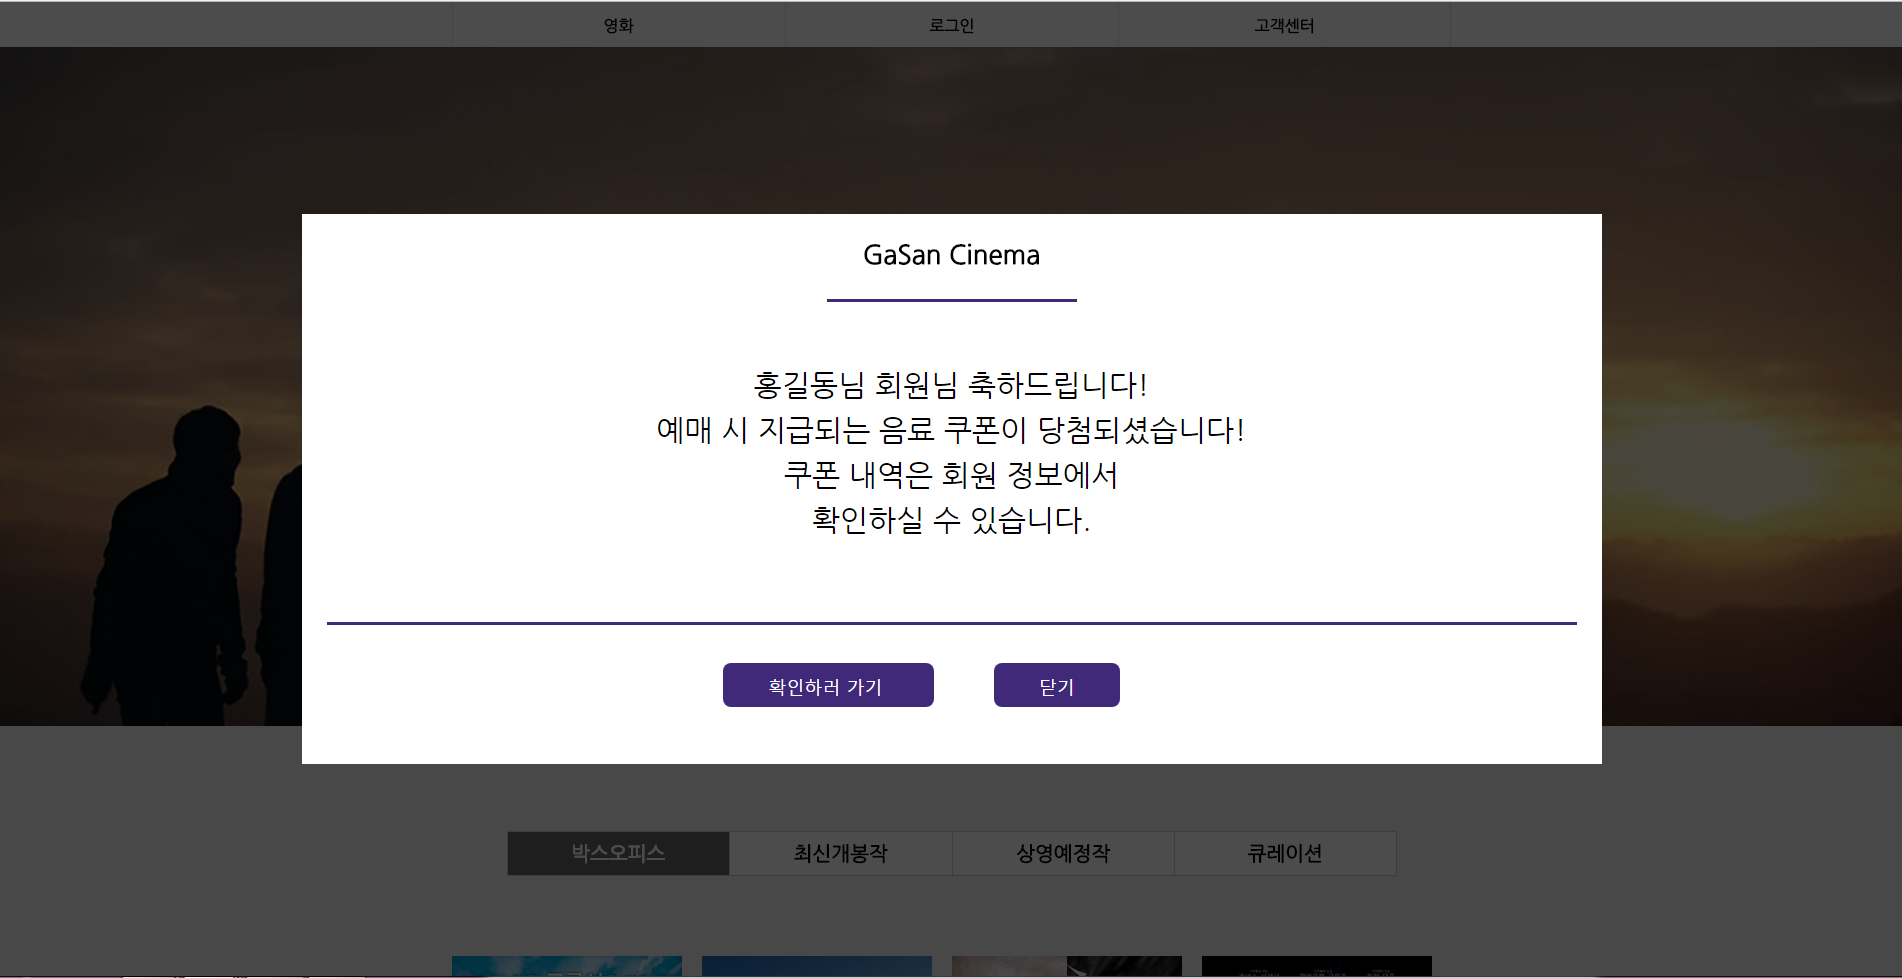 영화
로그인
고객센터
GaSan Cinema
홍길동님 회원님 축하드립니다!
예매 시 지급되는 음료 쿠폰이 당첨되셨습니다!
쿠폰 내역은 회원 정보에서
확인하실 수 있습니다.
확인하러 가기
닫기
박스오피스
최신개봉작
상영예정작
큐레이션